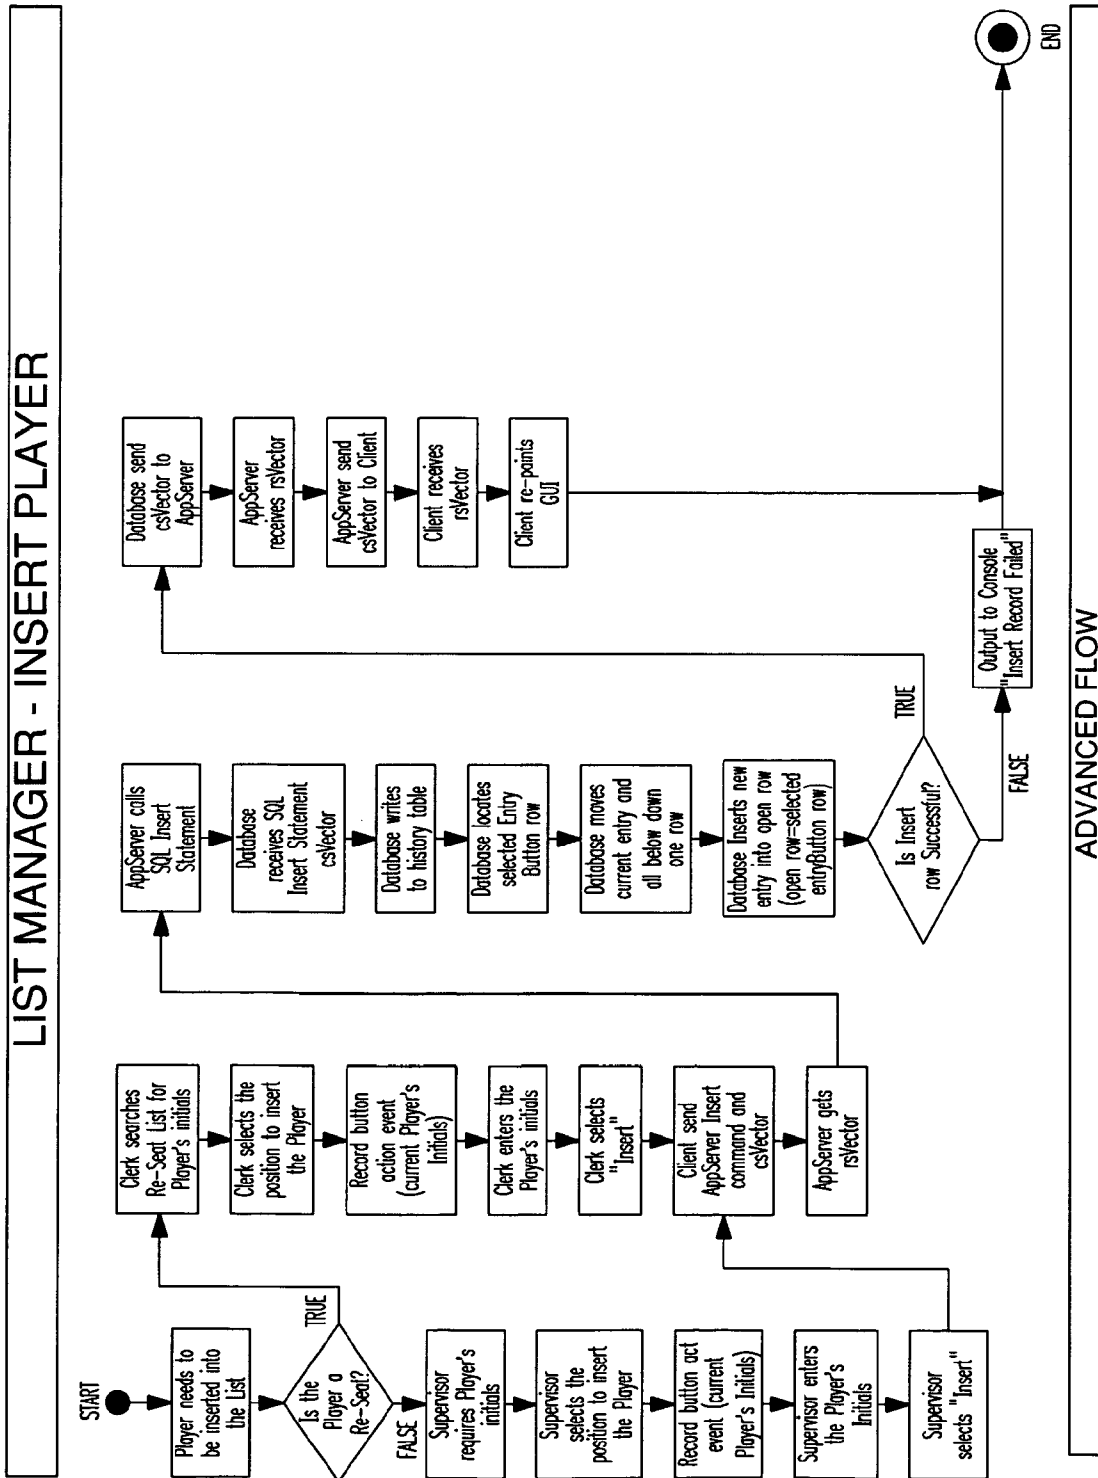 LIST MANAGER - INSERT PLAYER
START
Player needs to
be inserted into
the List
Is the
Player a
Re-Seat?
TRUE
FALSE
Supervisor
requires Player's
initials
Supervisor
selects the
position to insert
the Player
Record button act
event (current
Player's Initials)
Supervisor enters
the Player's
Initials
Supervisor
selects "Insert"
Clerk searches
Re-Seat List for
Player's initials
Clerk selects the
position to insert
the Player
Record button
action event
(current Player's
Initials)
Clerk enters the
Player's initials
Clerk selects
"Insert"
Client send
AppServer Insert
command and
csVector
AppServer gets
rsVector
AppServer calls
SQL Insert
Statement
Database
receives SQL
Insert Statement
csVector
Database writes
to history table
Database locates
selected Entry
Button row
Database moves
current entry and
all below down
one row
Database Inserts new
entry into open row
(open row=selected
entryButton row)
Is Insert
row Successful?
TRUE
FALSE
Database send
csVector to
AppServer
AppServer
receives rsVector
AppServer send
csVector to Client
Client receives
rsVector
Client re-paints
GUI
Output to Console
"Insert Record Failed"
END
ADVANCED FLOW